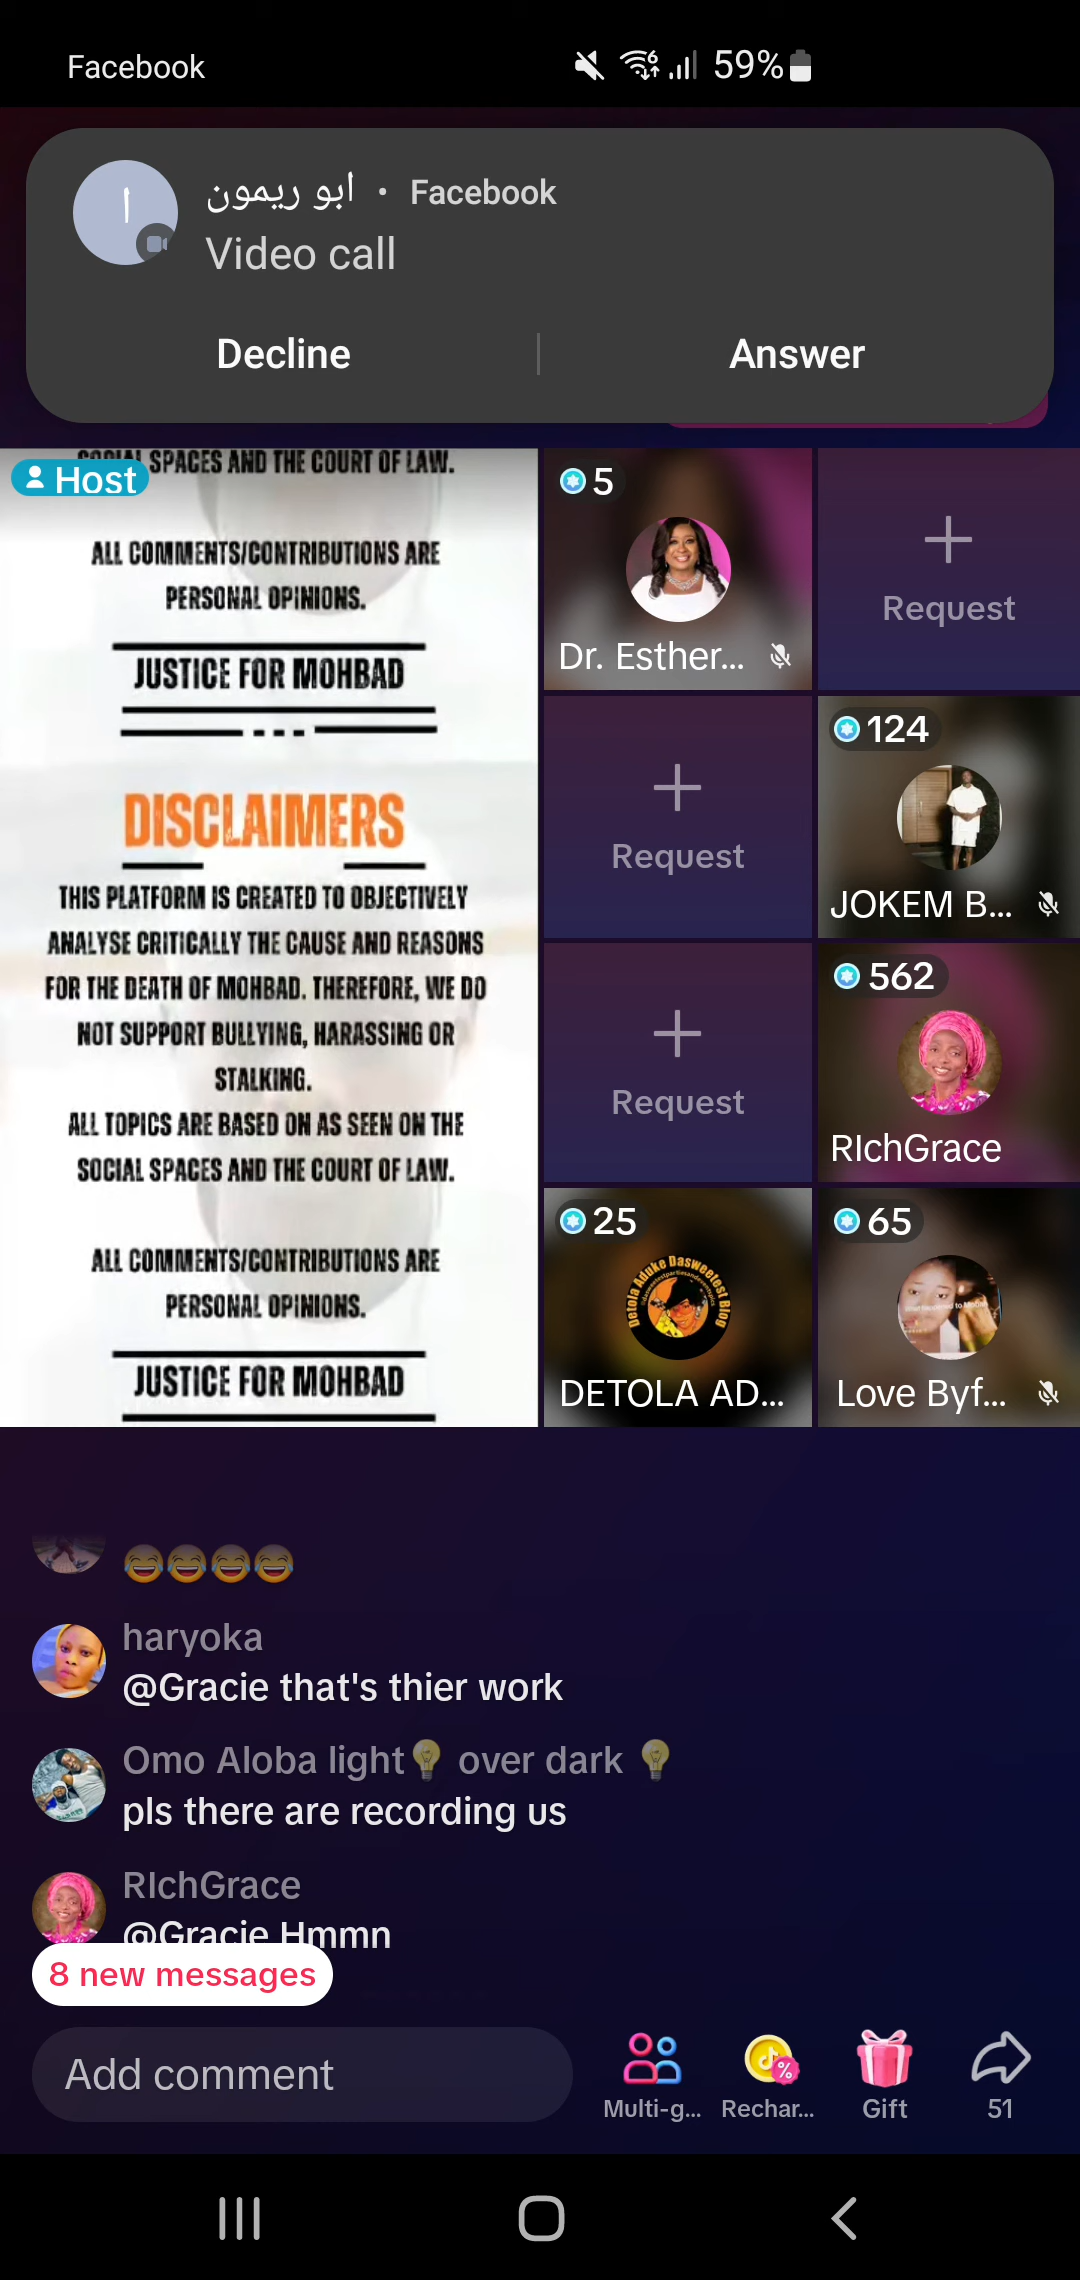 Facebook
59%
ا
ابو ريمون • Facebook
Video call
Decline
Answer
SOCIAL SPACES AND THE COURT OF LAW.
Host
ALL COMMENTS/CONTRIBUTIONS ARE
PERSONAL OPINIONS.
JUSTICE FOR MOHBAD
DISCLAIMERS
THIS PLATFORM IS CREATED TO OBJECTIVELY
ANALYSE CRITICALLY THE CAUSE AND REASONS
FOR THE DEATH OF MOHBAD. THEREFORE, WE DO
NOT SUPPORT BULLYING, HARASSING OR
STALKING.
ALL TOPICS ARE BASED ON AS SEEN ON THE
SOCIAL SPACES AND THE COURT OF LAW.
ALL COMMENTS/CONTRIBUTIONS ARE
PERSONAL OPINIONS.
JUSTICE FOR MOHBAD
5
Dr. Esther...
Request
Request
124
JOKEM B...
Request
562
RIchGrace
25
Detola Aduke Dasweetest Blog
DETOLA AD...
65
Love Byf...
😂😂😂😂
haryoka
@Gracie that's thier work
Omo Aloba light💡 over dark 💡
pls there are recording us
RIchGrace
@Gracie Hmmn
8 new messages
Add comment
Multi-g...
Rechar...
Gift
51